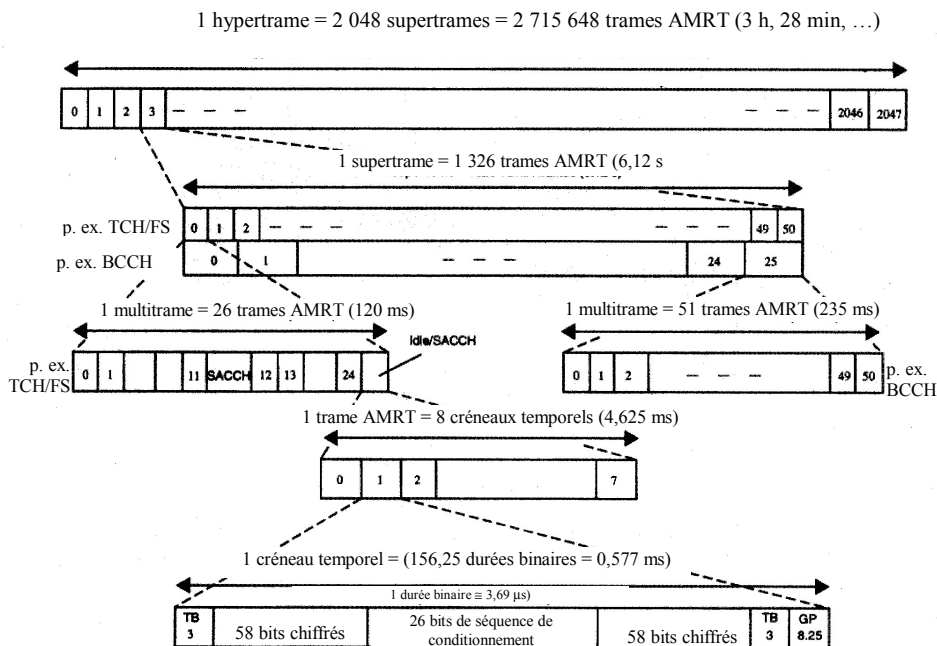 1 hypertrame = 2 048 supertrames = 2 715 648 trames AMRT (3 h, 28 min, …)
0 1 2 3 — — — — — — 2046 2047
1 supertrame = 1 326 trames AMRT (6,12 s
p. ex. TCH/FS 0 1 2 — — — — — — 49 50
p. ex. BCCH 0 1 — — — 24 25
1 multitrame = 26 trames AMRT (120 ms)
1 multitrame = 51 trames AMRT (235 ms)
Idle/SACCH
p. ex.
TCH/FS
0 1 11 SACCH 12 13 24
0 1 2 — — — 49 50
p. ex.
BCCH
1 trame AMRT = 8 créneaux temporels (4,625 ms)
0 1 2 7
1 créneau temporel = (156,25 durées binaires = 0,577 ms)
1 durée binaire ≅ 3,69 µs)
TB
3
58 bits chiffrés
26 bits de séquence de
conditionnement
58 bits chiffrés
TB
3
GP
8.25